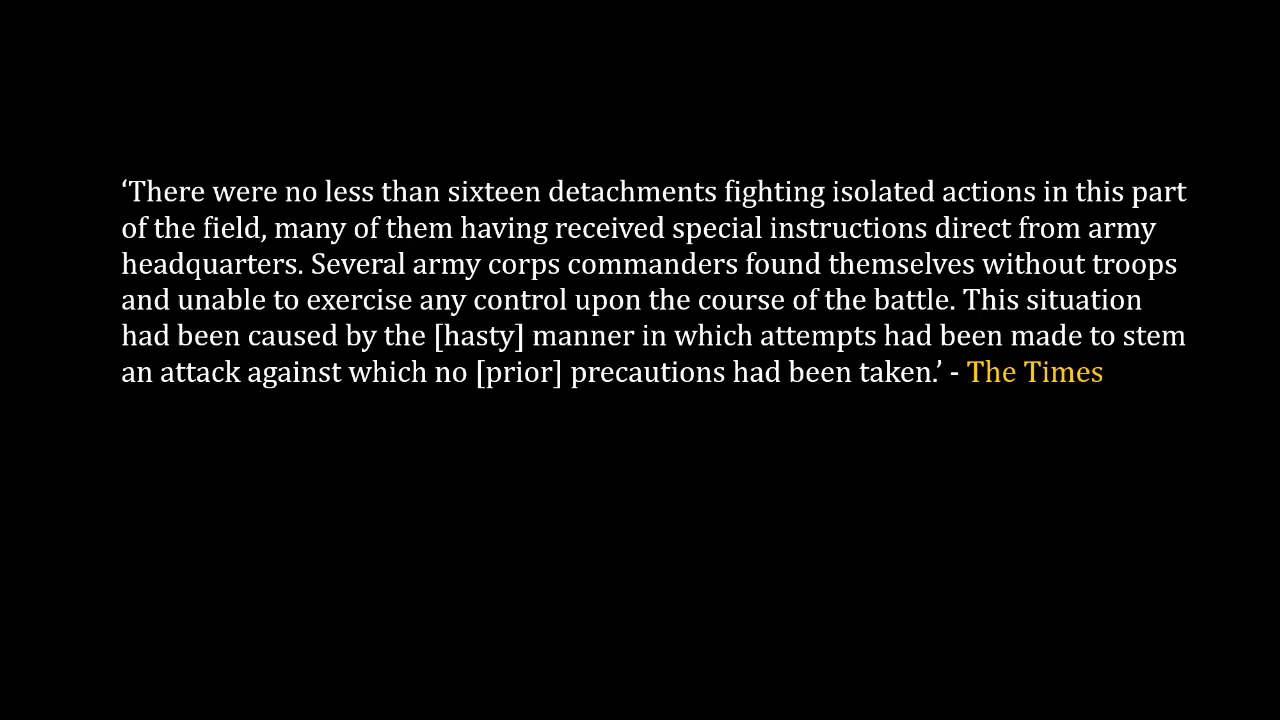 ‘There were no less than sixteen detachments fighting isolated actions in this part
of the field, many of them having received special instructions direct from army
headquarters. Several army corps commanders found themselves without troops
and unable to exercise any control upon the course of the battle. This situation
had been caused by the [hasty] manner in which attempts had been made to stem
an attack against which no [prior] precautions had been taken.’ - The Times